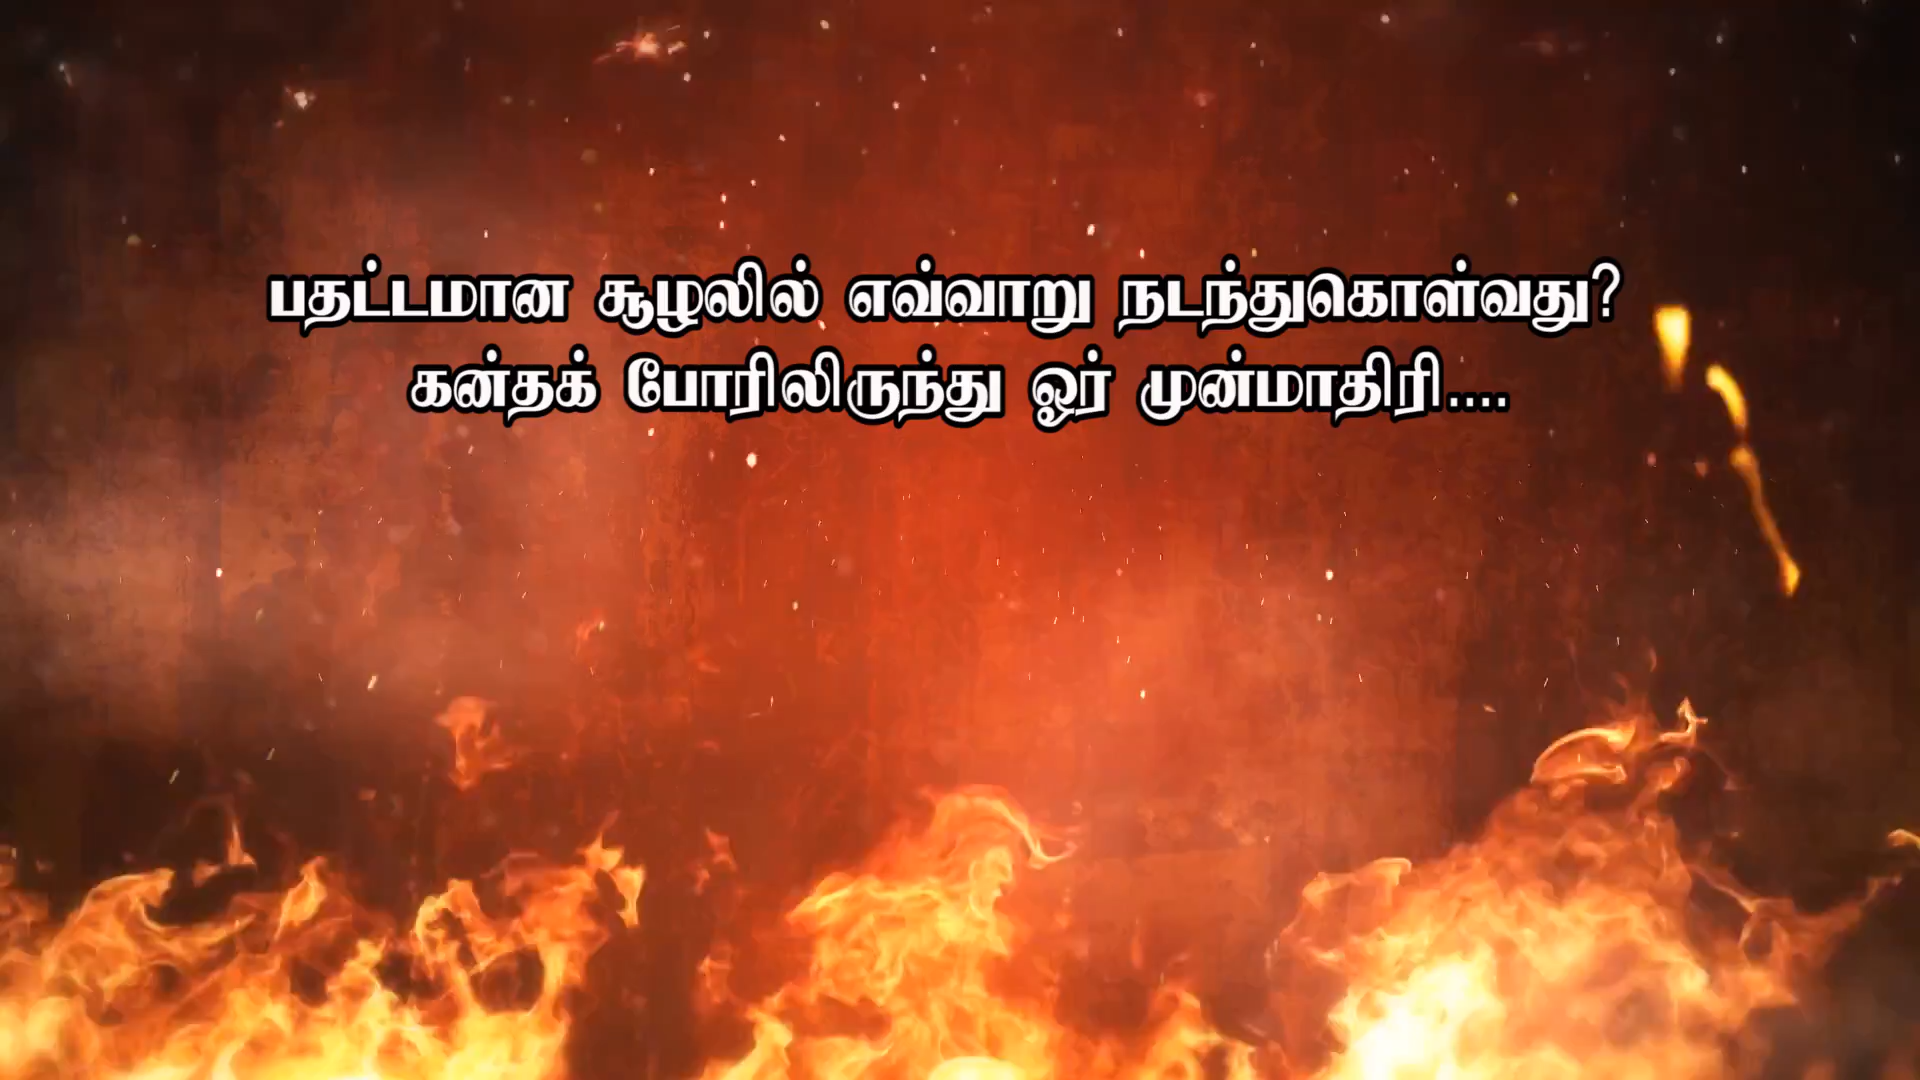 பதட்டமான சூழலில் எவ்வாறு நடந்துகொள்வது?
கன்தக் போரிலிருந்து ஓர் முன்மாதிரி....